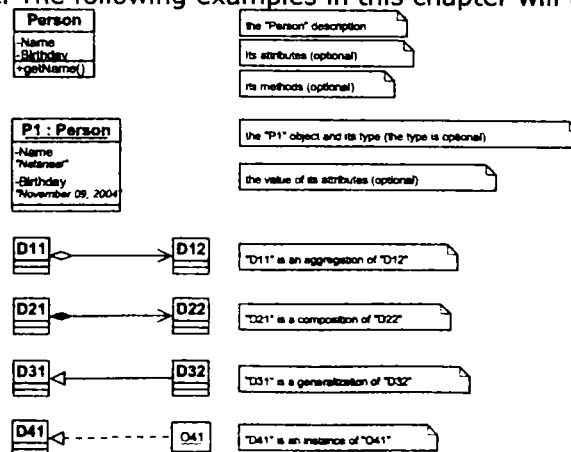 The following examples in this chapter will
Person
-Name
-Birthday
+getName()
the "Person" description
its attributes (optional)
its methods (optional)
P1 : Person
-Name
-Birthday
"November 09, 2004"
the "P1" object and its type (the type is optional)
the value of its attributes (optional)
D11
D12
"D11" is an aggregation of "D12"
D21
D22
"D21" is a composition of "D22"
D31
D32
"D31" is a generalization of "D32"
D41
O41
"D41" is an instance of "O41"